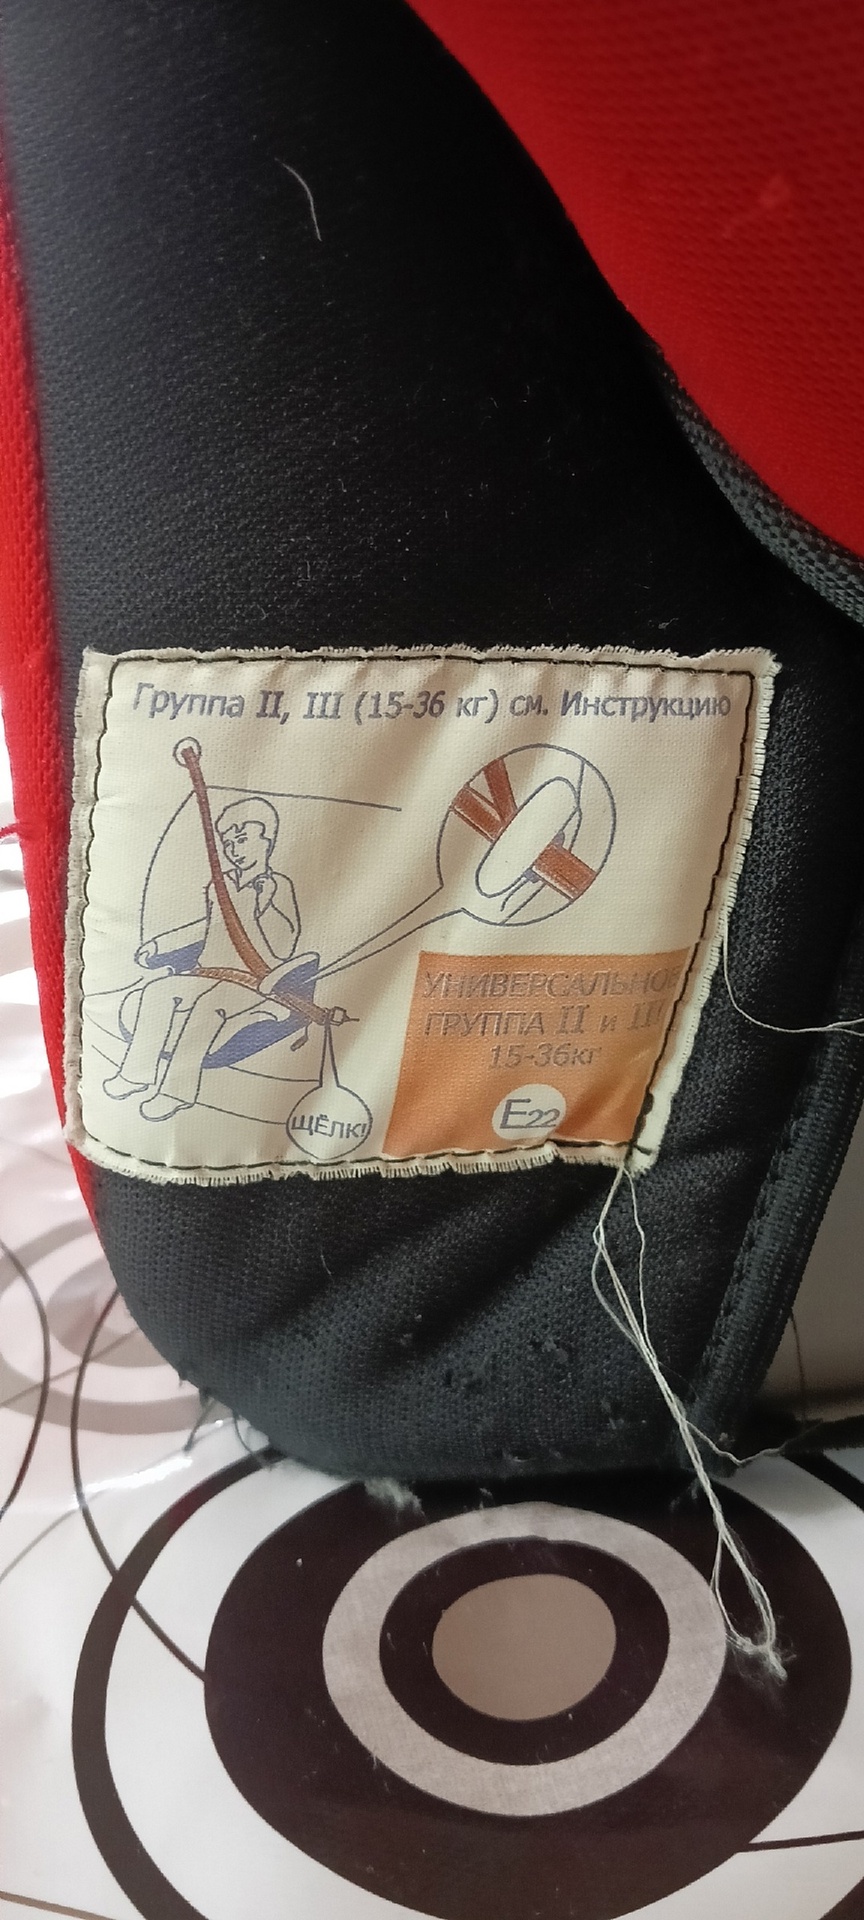 Группа II, III (15-36 кг) см. Инструкцию
УНИВЕРСАЛЬНОЕ
ГРУППА II и III
15-36кг
E22
ЩЁЛК!